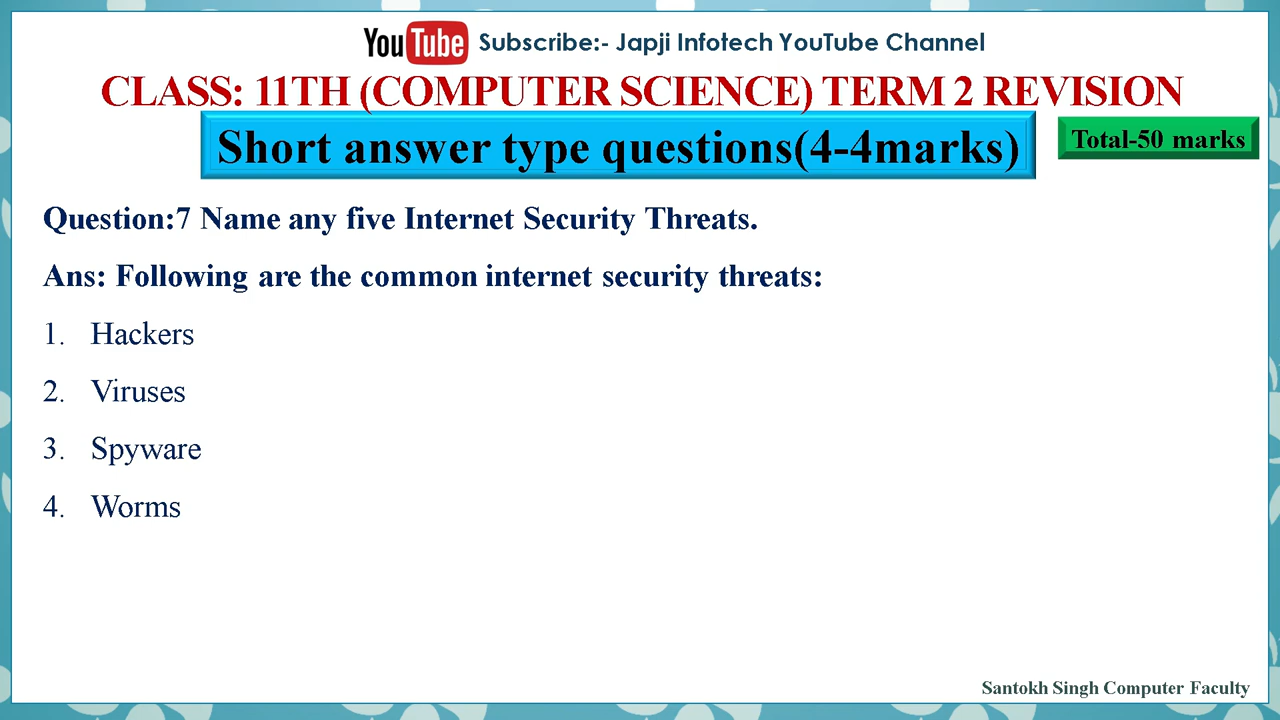 YouTube Subscribe:- Japji Infotech YouTube Channel
CLASS: 11TH (COMPUTER SCIENCE) TERM 2 REVISION
Short answer type questions(4-4marks)
Total-50 marks
Question:7 Name any five Internet Security Threats.
Ans: Following are the common internet security threats:
1. Hackers
2. Viruses
3. Spyware
4. Worms
Santokh Singh Computer Faculty